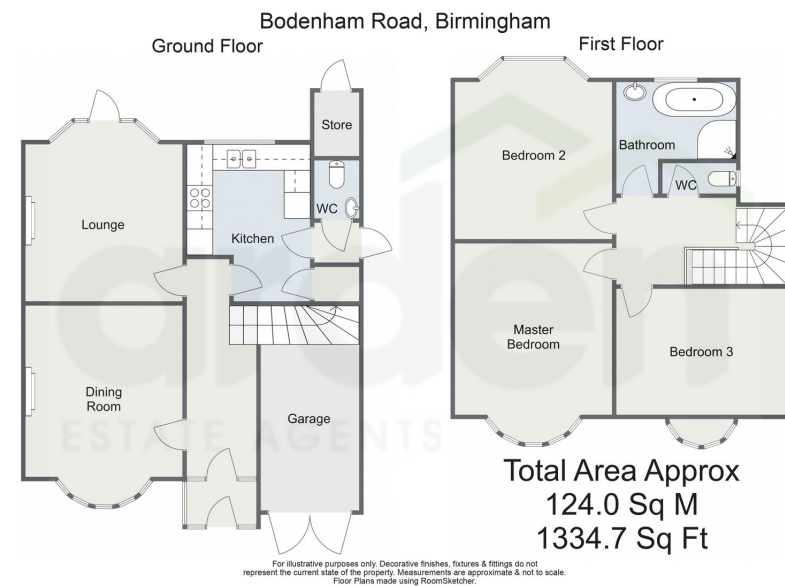 Bodenham Road, Birmingham
Ground Floor
First Floor
Store
WC
Kitchen
Lounge
Dining
Room
Garage
Bedroom 2
Bathroom
WC
Master
Bedroom
Bedroom 3
arden
ESTATE AGENTS
Total Area Approx
124.0 Sq M
1334.7 Sq Ft
For illustrative purposes only. Decorative finishes, fixtures & fittings do not
represent the current state of the property. Measurements are approximate & not to scale.
Floor Plans made using RoomSketcher.